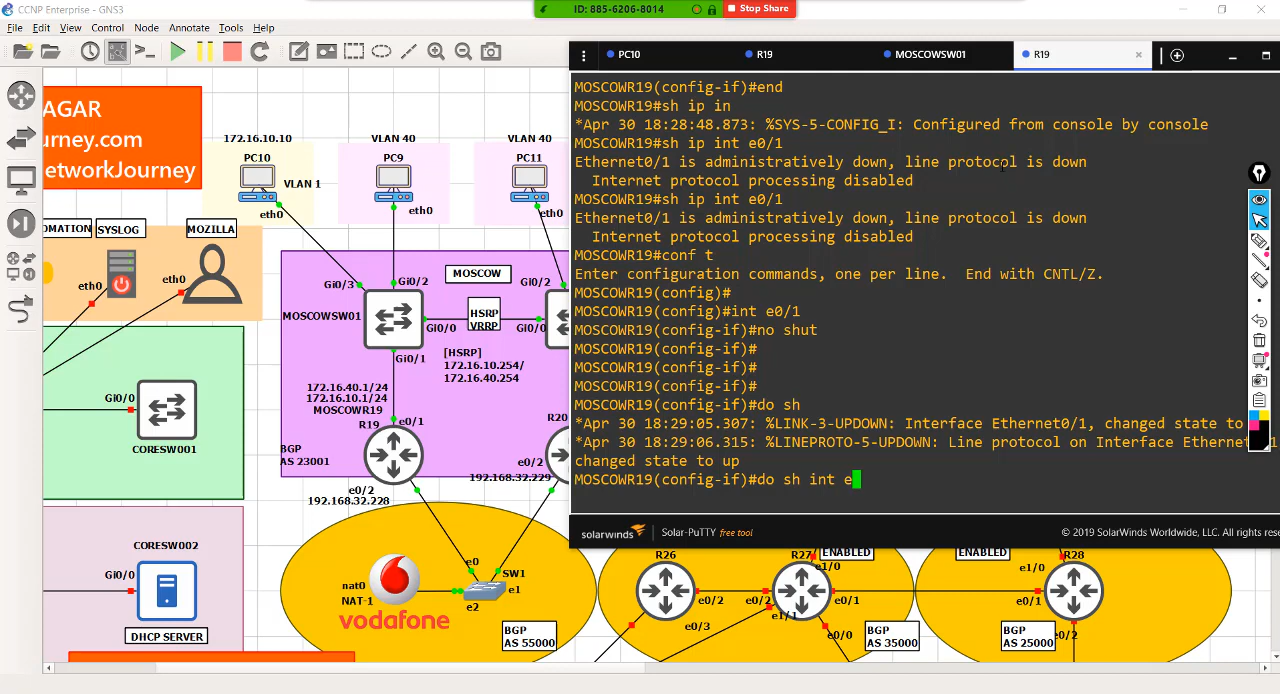 CCNP Enterprise - GNS3
ID: 885-6206-8014
Stop Share
File Edit View Control Node Annotate Tools Help
PC10
R19
MOSCOWSW01
R19
MOSCOWR19(config-if)#end
MOSCOWR19#sh ip in
*Apr 30 18:28:48.873: %SYS-5-CONFIG_I: Configured from console by console
MOSCOWR19#sh ip int e0/1
Ethernet0/1 is administratively down, line protocol is down
Internet protocol processing disabled
MOSCOWR19#sh ip int e0/1
Ethernet0/1 is administratively down, line protocol is down
Internet protocol processing disabled
MOSCOWR19#conf t
Enter configuration commands, one per line.  End with CNTL/Z.
MOSCOWR19(config)#
MOSCOWR19(config)#int e0/1
MOSCOWR19(config-if)#no shut
MOSCOWR19(config-if)#
MOSCOWR19(config-if)#
MOSCOWR19(config-if)#
MOSCOWR19(config-if)#do sh
*Apr 30 18:29:05.307: %LINK-3-UPDOWN: Interface Ethernet0/1, changed state to
*Apr 30 18:29:06.315: %LINEPROTO-5-UPDOWN: Line protocol on Interface Ethernet 1
changed state to up
MOSCOWR19(config-if)#do sh int e
solarwinds Solar-PuTTY free tool
© 2019 SolarWinds Worldwide, LLC. All rights rese
AGAR
urney.com
NetworkJourney
172.16.10.10
PC10
VLAN 1
eth0
VLAN 40
PC9
eth0
VLAN 40
PC11
eth0
OMATION
SYSLOG
MOZILLA
eth0
eth0
MOSCOW
Gi0/3
Gi0/2
Gi0/2
MOSCOWSW01
HSRP
VRRP
Gi0/0
Gi0/0
Gi0/1
[HSRP]
172.16.10.254/
172.16.40.254
172.16.40.1/24
172.16.10.1/24
MOSCOWR19
R19
e0/1
R20
BGP
AS 23001
e0/2
192.168.32.228
192.168.32.229
e0/2
Gi0/0
CORESW001
CORESW002
Gi0/0
DHCP SERVER
nat0
NAT-1
vodafone
e0
SW1
e1
e2
BGP
AS 55000
R26
e0/2
e0/3
R27
ENABLED
e1/0
e0/2
e0/1
e1/1
e0/0
BGP
AS 35000
ENABLED
R28
e1/0
e0/1
e0/2
BGP
AS 25000